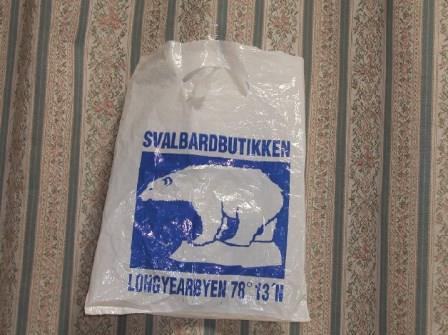 SVALBARDBUTIKKEN
LONGYEARBYEN 78° 13´N